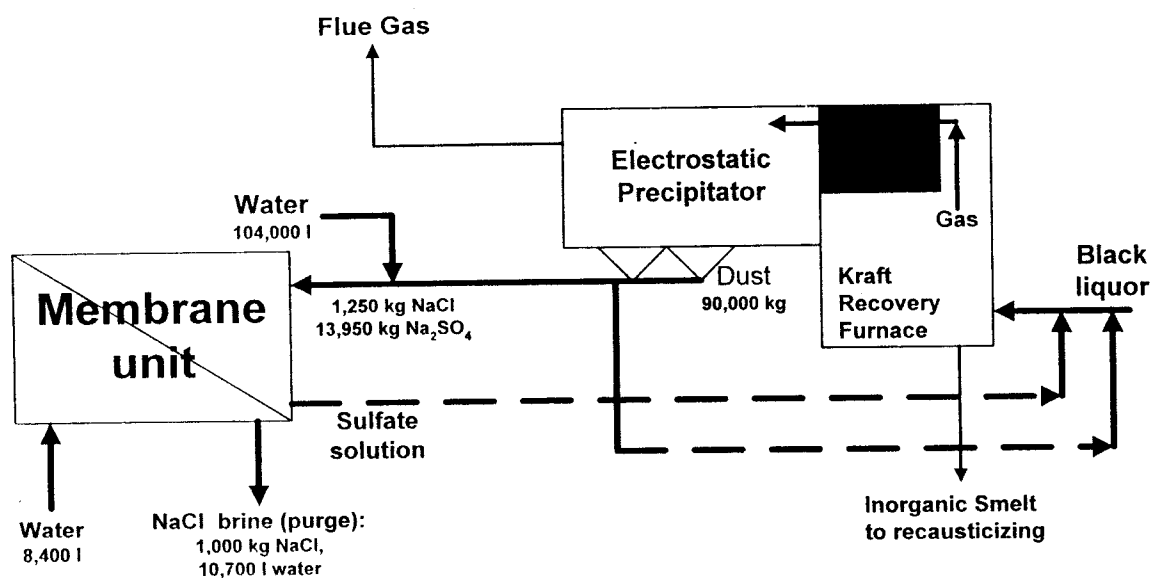 Flue Gas
Electrostatic
Precipitator
Gas
Water
104,000 l
Black
liquor
Dust
90,000 kg
Kraft
Recovery
Furnace
1,250 kg NaCl
13,950 kg Na₂SO₄
Membrane
unit
Sulfate
solution
Water
8,400 l
NaCl brine (purge):
1,000 kg NaCl,
10,700 l water
Inorganic Smelt
to recausticizing